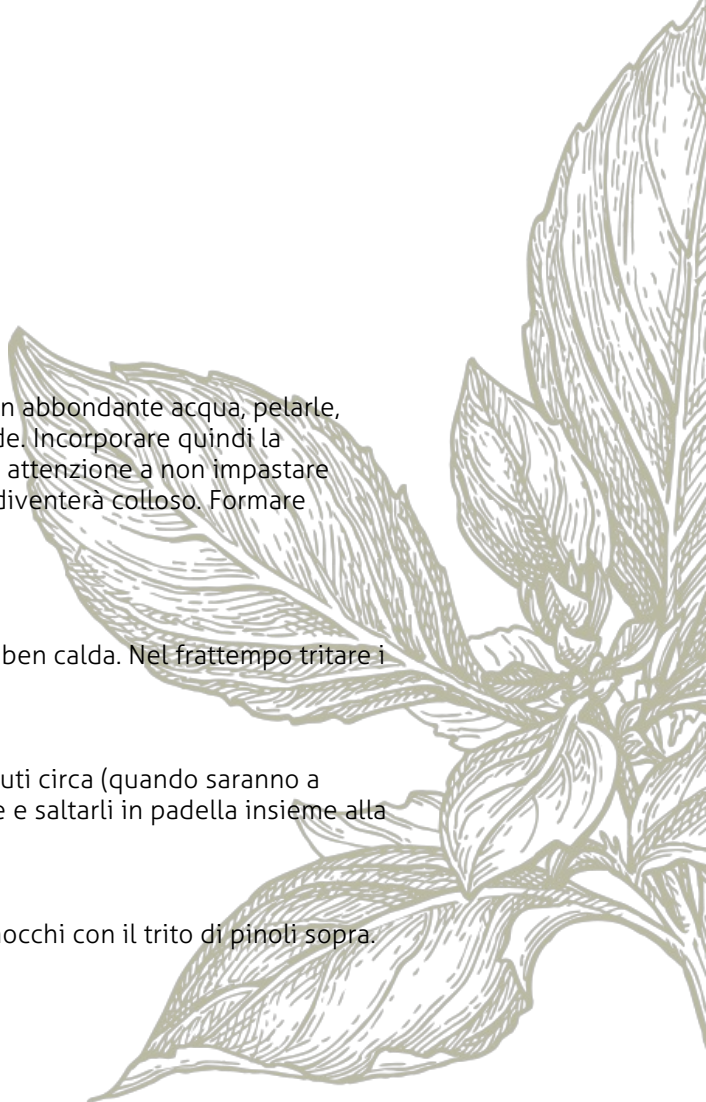 n abbondante acqua, pelarle,
de. Incorporare quindi la
attenzione a non impastare
diventerà colloso. Formare
ben calda. Nel frattempo tritare i
uti circa (quando saranno a
e e saltarli in padella insieme alla
occhi con il trito di pinoli sopra.